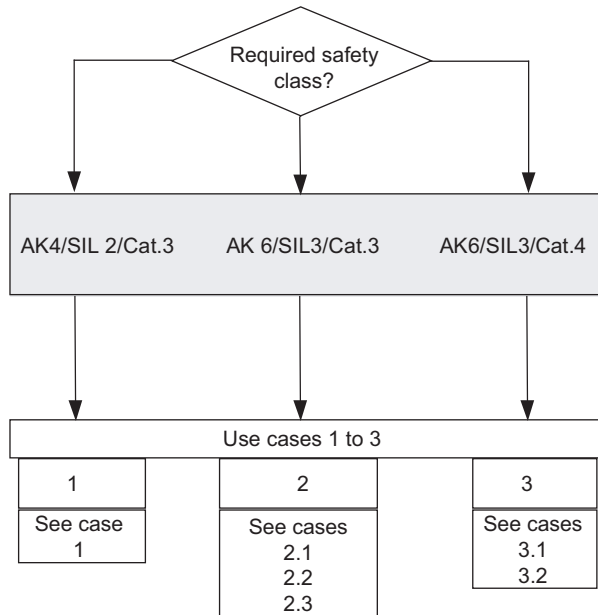 Required safety
class?
AK4/SIL 2/Cat.3 AK 6/SIL3/Cat.3 AK6/SIL3/Cat.4
Use cases 1 to 3
1 2 3
See case See cases See cases
1 2.1 3.1
2.2 3.2
2.3